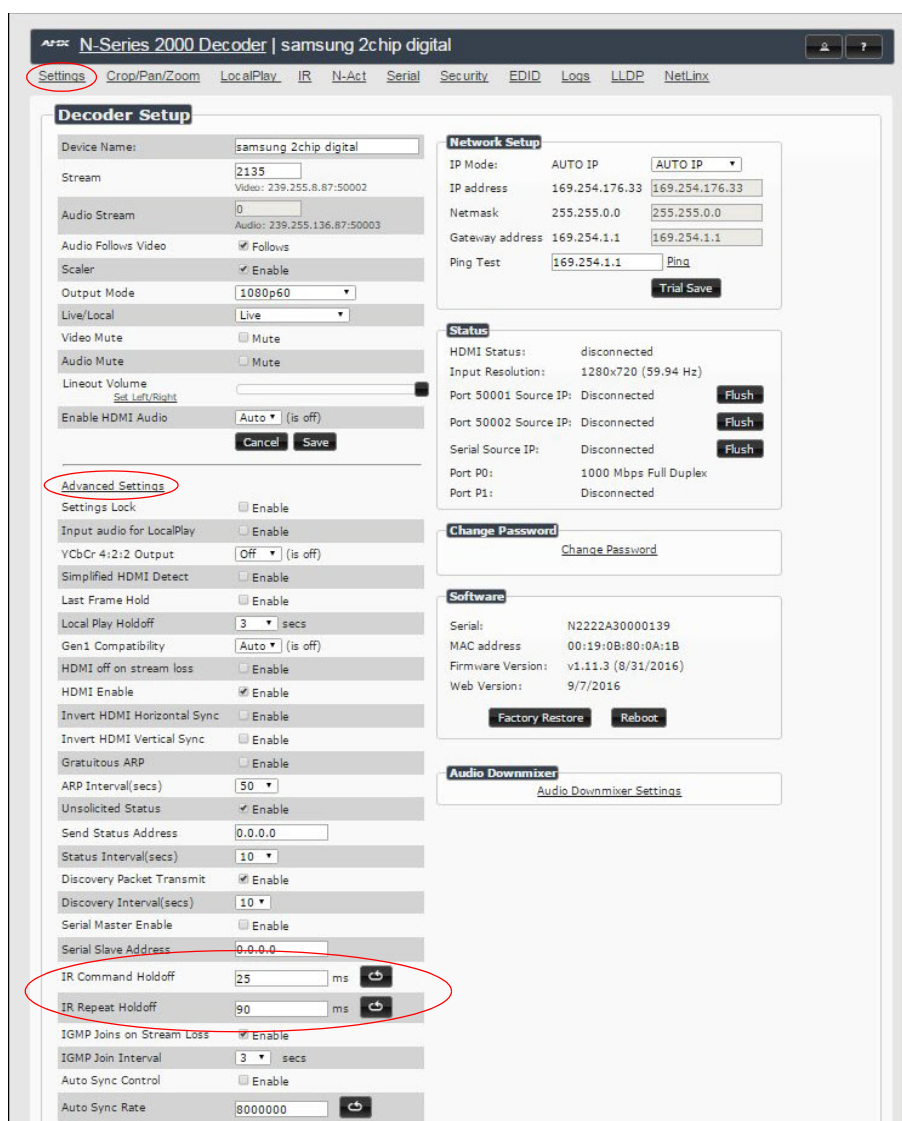 AMX N-Series 2000 Decoder | samsung 2chip digital
?
Settings Crop/Pan/Zoom LocalPlay IR N-Act Serial Security EDID Logs LLDP NetLinx
Decoder Setup
Device Name: samsung 2chip digital
Stream 2135
Video: 239.255.8.87:50002
Audio Stream 0
Audio: 239.255.136.87:50003
Audio Follows Video Follows
Scaler Enable
Output Mode 1080p60
Live/Local Live
Video Mute Mute
Audio Mute Mute
Lineout Volume
Set Left/Right
Enable HDMI Audio Auto (is off)
Cancel Save
Advanced Settings
Settings Lock Enable
Input audio for LocalPlay Enable
YCbCr 4:2:2 Output Off (is off)
Simplified HDMI Detect Enable
Last Frame Hold Enable
Local Play Holdoff 3 secs
Gen1 Compatibility Auto (is off)
HDMI off on stream loss Enable
HDMI Enable Enable
Invert HDMI Horizontal Sync Enable
Invert HDMI Vertical Sync Enable
Gratuitous ARP Enable
ARP Interval(secs) 50
Unsolicited Status Enable
Send Status Address 0.0.0.0
Status Interval(secs) 10
Discovery Packet Transmit Enable
Discovery Interval(secs) 10
Serial Master Enable Enable
Serial Slave Address 0.0.0.0
IR Command Holdoff 25 ms
IR Repeat Holdoff 90 ms
IGMP Joins on Stream Loss Enable
IGMP Join Interval 3 secs
Auto Sync Control Enable
Auto Sync Rate 8000000
Network Setup
IP Mode: AUTO IP AUTO IP
IP address 169.254.176.33 169.254.176.33
Netmask 255.255.0.0 255.255.0.0
Gateway address 169.254.1.1 169.254.1.1
Ping Test 169.254.1.1 Ping
Trial Save
Status
HDMI Status: disconnected
Input Resolution: 1280x720 (59.94 Hz)
Port 50001 Source IP: Disconnected Flush
Port 50002 Source IP: Disconnected Flush
Serial Source IP: Disconnected Flush
Port P0: 1000 Mbps Full Duplex
Port P1: Disconnected
Change Password
Change Password
Software
Serial: N2222A30000139
MAC address 00:19:0B:80:0A:1B
Firmware Version: v1.11.3 (8/31/2016)
Web Version: 9/7/2016
Factory Restore Reboot
Audio Downmixer
Audio Downmixer Settings